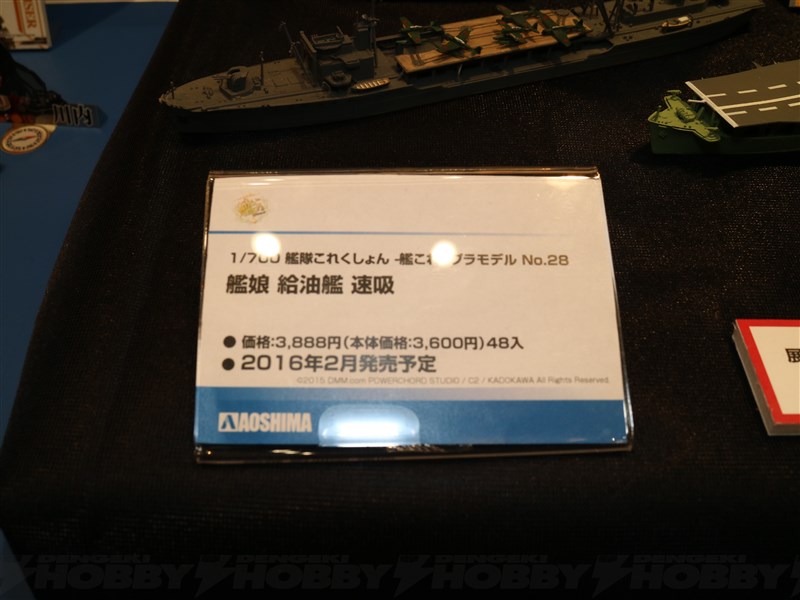 1/700 艦隊これくしょん -艦これ- プラモデル No.28
艦娘 給油艦 速吸
● 価格:3,888円(本体価格:3,600円)48入
● 2016年2月発売予定
©2015 DMM.com POWERCHORD STUDIO / C2 / KADOKAWA All Rights Reserved.
AOSHIMA
展
DENGEKI HOBBY